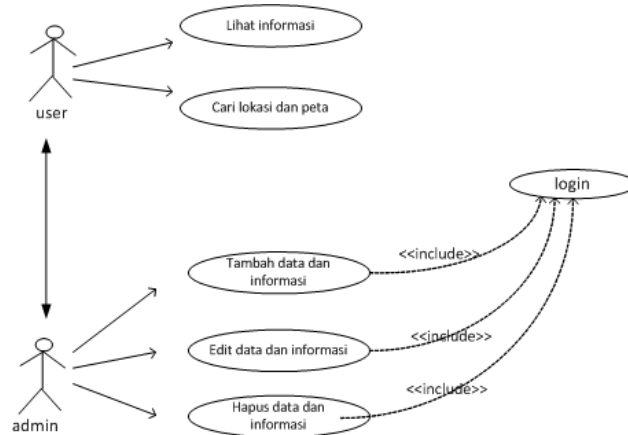 Lihat informasi
Cari lokasi dan peta
user
login
<<include>>
Tambah data dan
informasi
<<include>>
Edit data dan informasi
<<include>>
Hapus data dan
informasi
admin